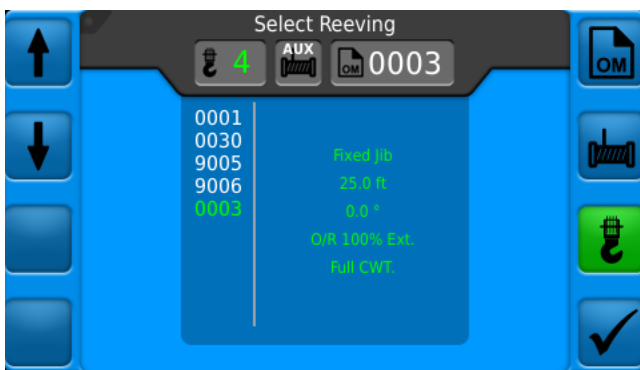 Select Reeving
4
AUX
OM
0003
OM
0001
0030
9005
9006
0003
Fixed Jib
25.0 ft
0.0 °
O/R 100% Ext.
Full CWT.